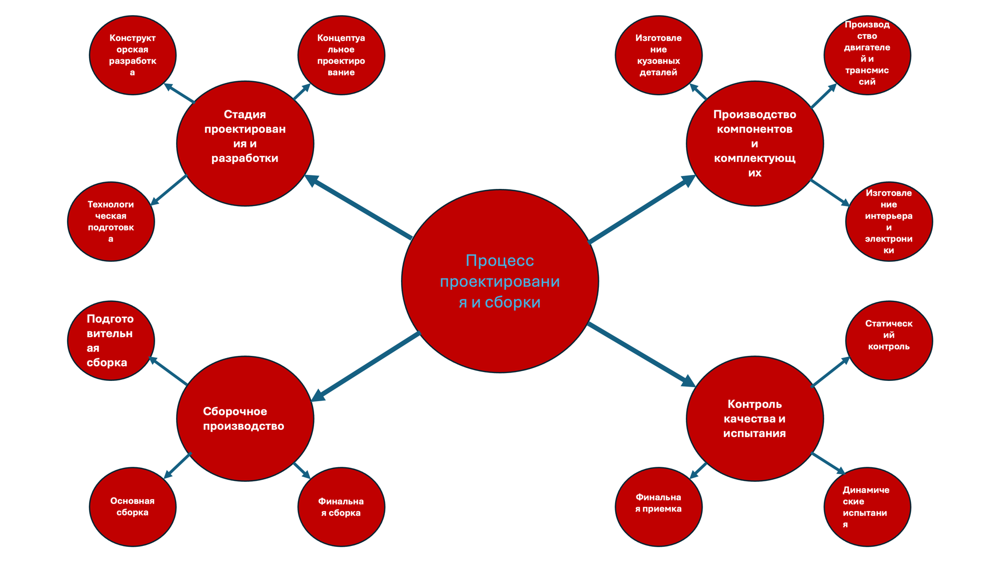 Конструкт
орская
разработк
а
Концептуа
льное
проектиро
вание
Изготовле
ние
кузовных
деталей
Производ
ство
двигателе
й и
трансмис
сий
Стадия
проектирован
ия и
разработки
Производство
компонентов
и
комплектующ
их
Технологи
ческая
подготовк
а
Изготовле
ние
интерьера
и
электрони
ки
Процесс
проектировани
я и сборки
Подгото
вительн
ая
сборка
Статическ
ий
контроль
Сборочное
производство
Контроль
качества и
испытания
Основная
сборка
Финальна
я сборка
Финальна
я приемка
Динамиче
ские
испытани
я